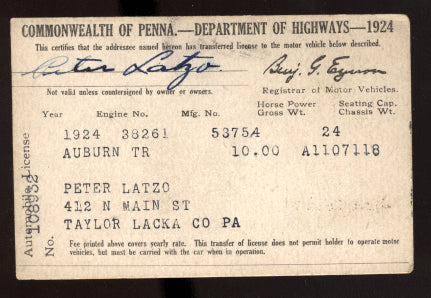 COMMONWEALTH OF PENNA.—DEPARTMENT OF HIGHWAYS—1924
This certifies that the addressee named hereon has transferred license to the motor vehicle below described.
Peter Latzo Benj. G. Eynon
Not valid unless countersigned by owner or owners. Registrar of Motor Vehicles.
Horse Power Seating Cap.
Year Engine No. Mfg. No. Gross Wt. Chassis Wt.
1924 38261 53754 24
AUBURN TR 10.00 A1107118
PETER LATZO
412 N MAIN ST
TAYLOR LACKA CO PA
Automobile License
No. 108932
Fee printed above covers yearly rate. This transfer of license does not permit holder to operate motor
vehicles, but must be carried with the car when in operation.